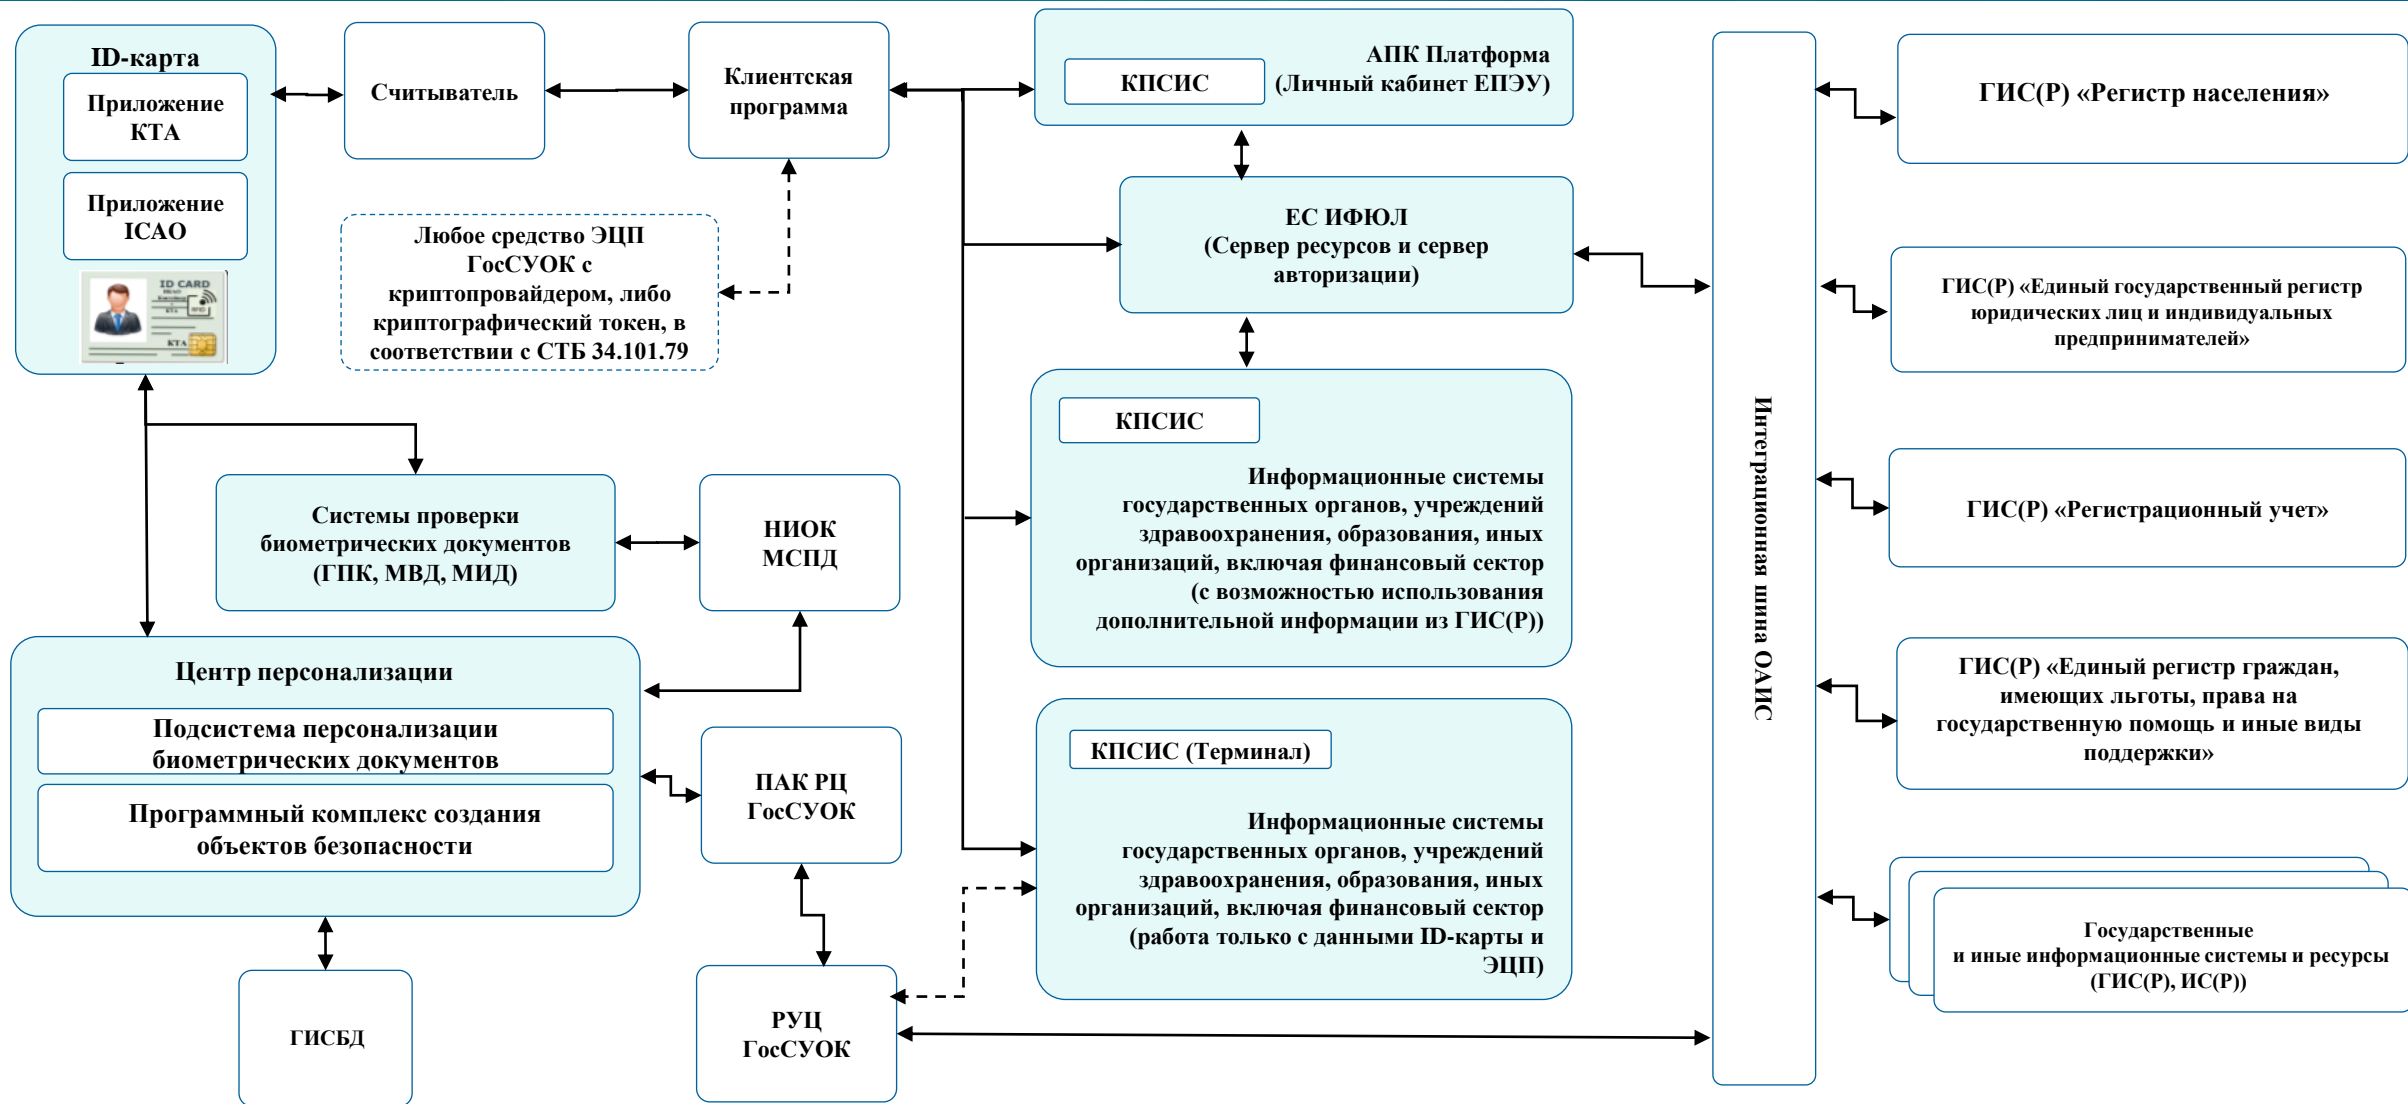 ID-карта
Приложение
КТА
Приложение
ICAO
ID CARD
КТА
КТА
Считыватель
Клиентская
программа
Любое средство ЭЦП
ГосСУОК с
криптопровайдером, либо
криптографический токен, в
соответствии с СТБ 34.101.79
АПК Платформа
(Личный кабинет ЕПЭУ)
КПСИС
ЕС ИФЮЛ
(Сервер ресурсов и сервер
авторизации)
КПСИС
Информационные системы
государственных органов, учреждений
здравоохранения, образования, иных
организаций, включая финансовый сектор
(с возможностью использования
дополнительной информации из ГИС(Р))
КПСИС (Терминал)
Информационные системы
государственных органов, учреждений
здравоохранения, образования, иных
организаций, включая финансовый сектор
(работа только с данными ID-карты и
ЭЦП)
Системы проверки
биометрических документов
(ГПК, МВД, МИД)
НИОК
МСПД
Центр персонализации
Подсистема персонализации
биометрических документов
Программный комплекс создания
объектов безопасности
ПАК РЦ
ГосСУОК
ГИСБД
РУЦ
ГосСУОК
Интеграционная шина ОАИС
ГИС(Р) «Регистр населения»
ГИС(Р) «Единый государственный регистр
юридических лиц и индивидуальных
предпринимателей»
ГИС(Р) «Регистрационный учет»
ГИС(Р) «Единый регистр граждан,
имеющих льготы, права на
государственную помощь и иные виды
поддержки»
Государственные
и иные информационные системы и ресурсы
(ГИС(Р), ИС(Р))